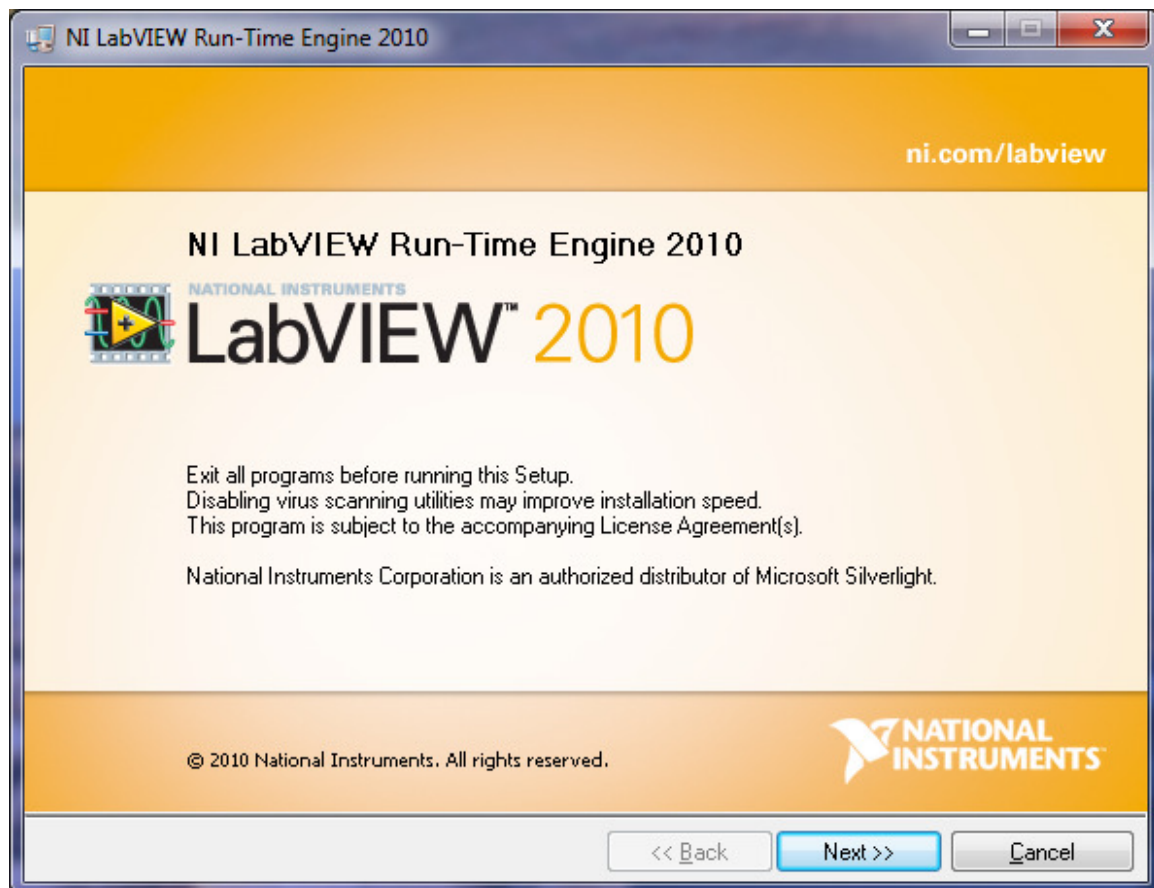 NI LabVIEW Run-Time Engine 2010
ni.com/labview
NI LabVIEW Run-Time Engine 2010
NATIONAL INSTRUMENTS
LabVIEW™ 2010
Exit all programs before running this Setup.
Disabling virus scanning utilities may improve installation speed.
This program is subject to the accompanying License Agreement(s).
National Instruments Corporation is an authorized distributor of Microsoft Silverlight.
© 2010 National Instruments. All rights reserved.
NATIONAL
INSTRUMENTS™
<< Back
Next >>
Cancel